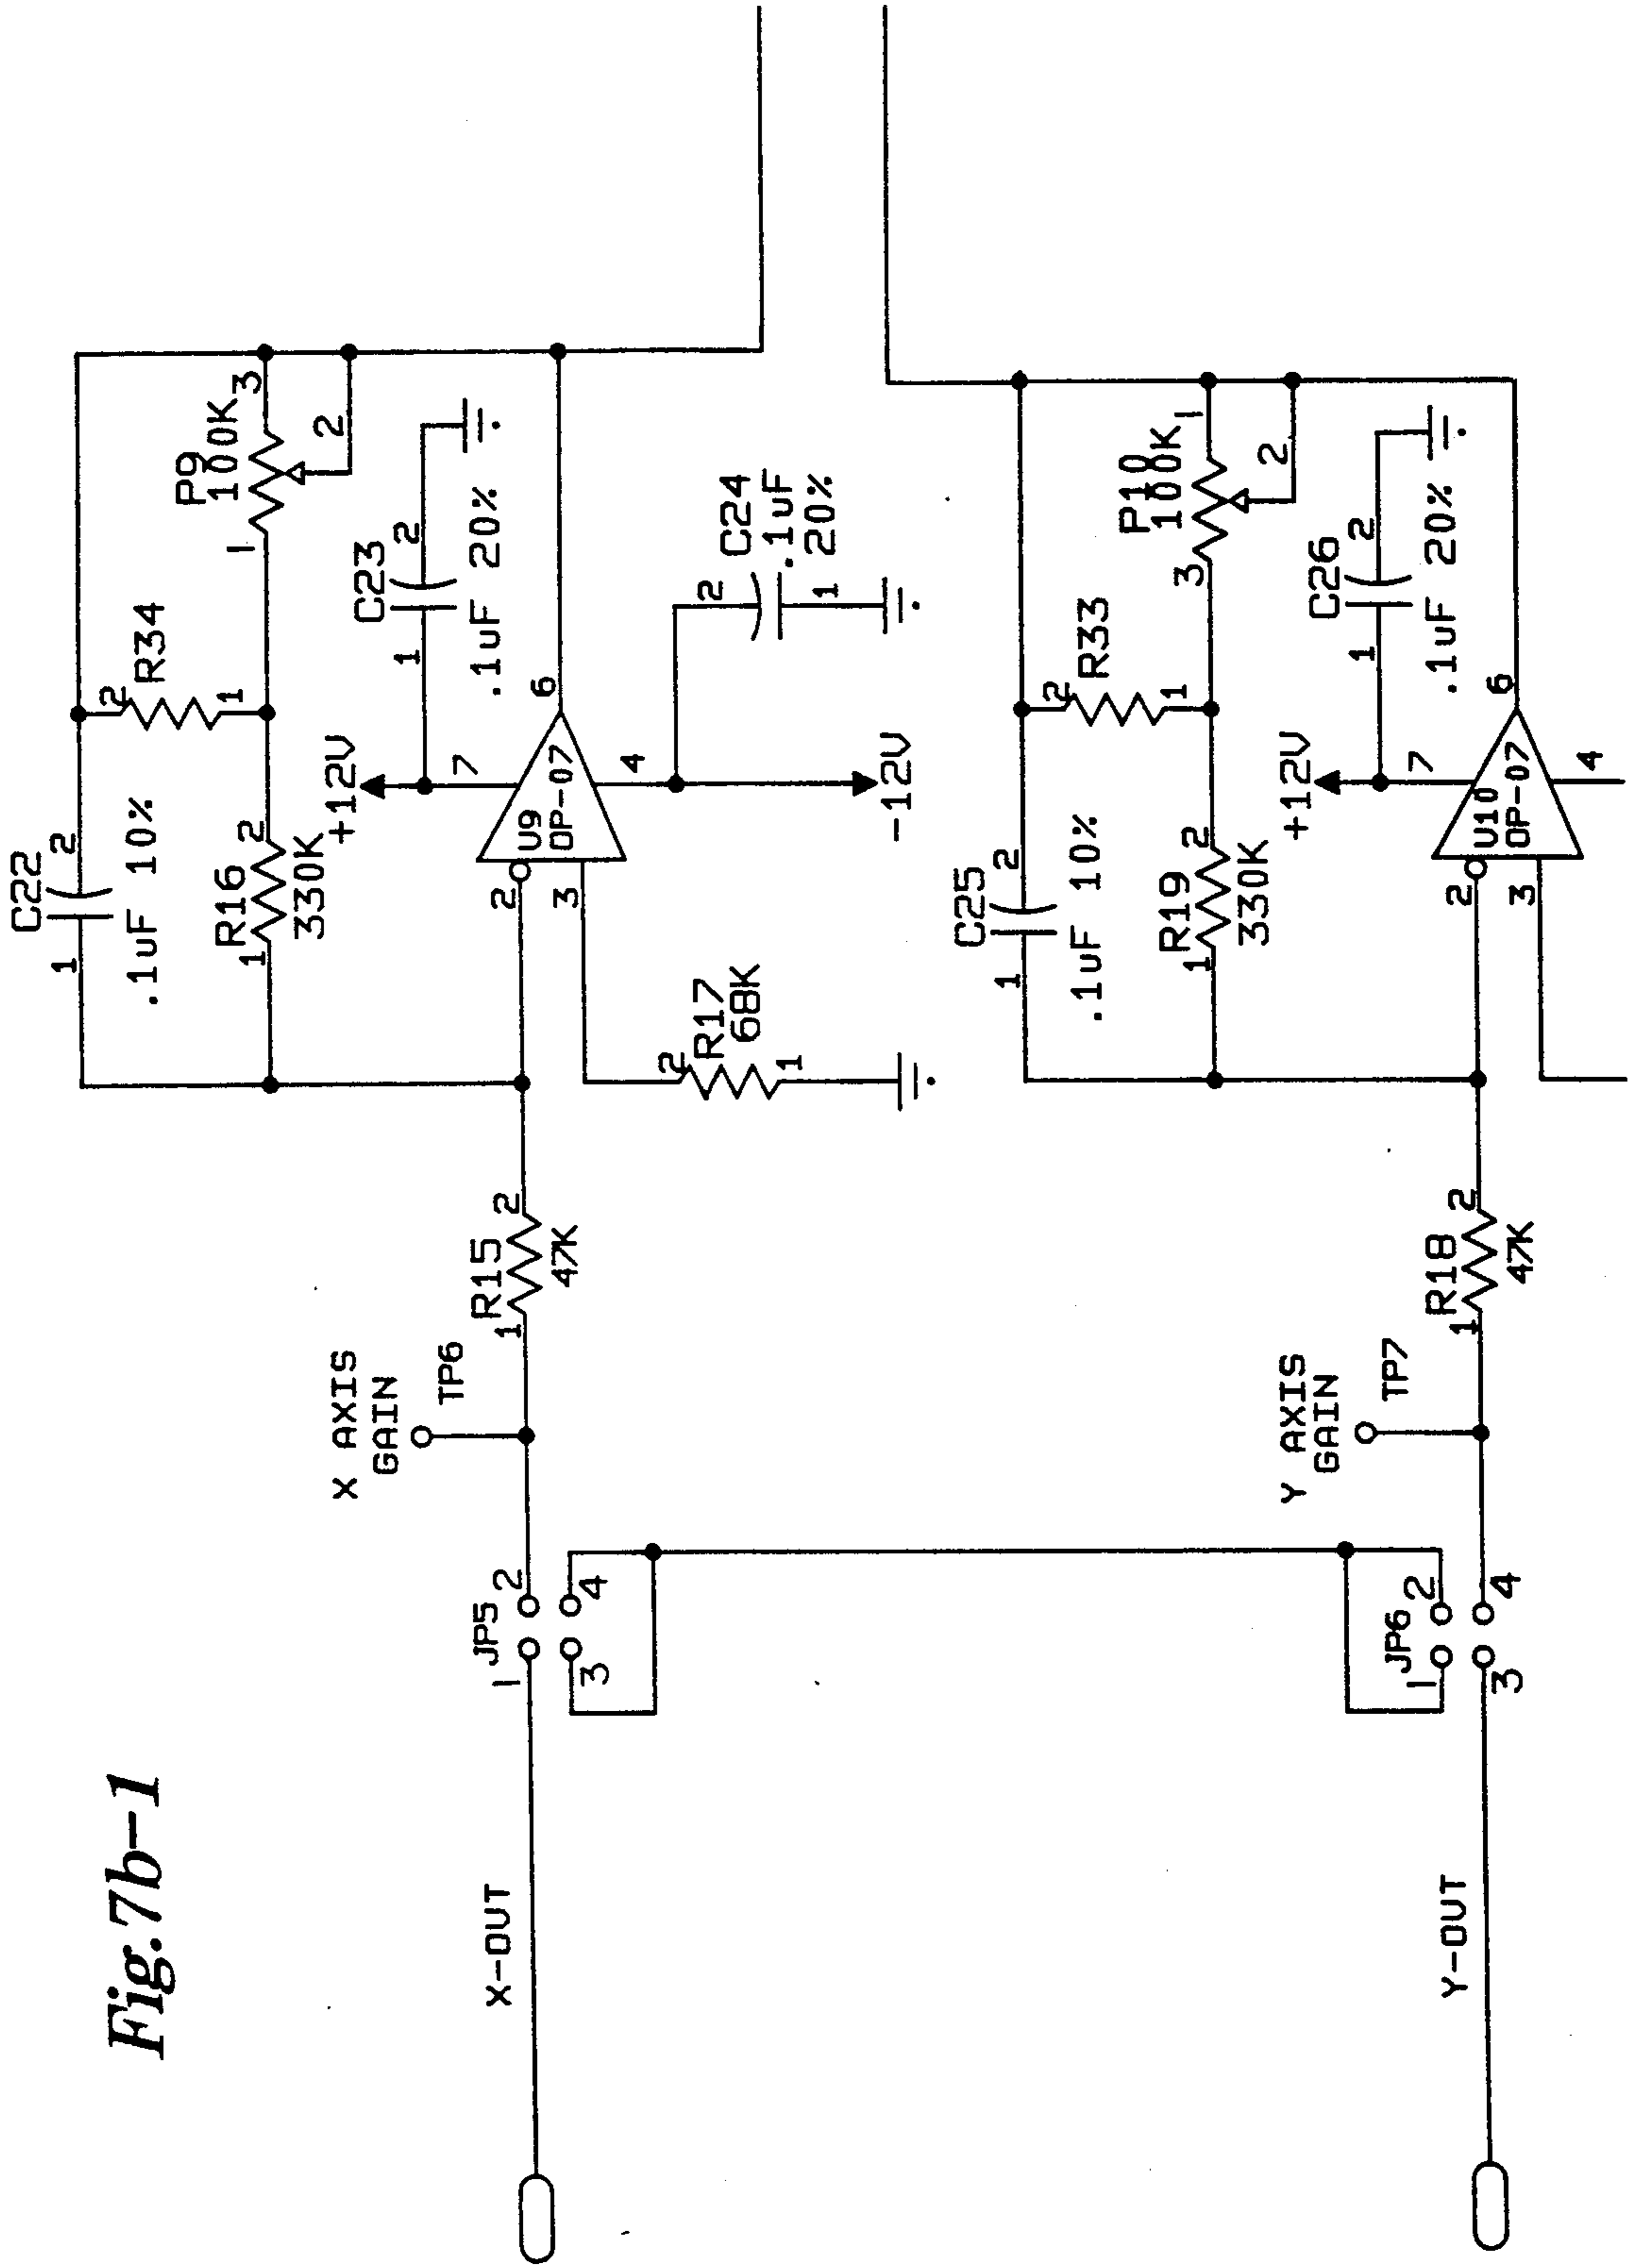 Fig.7b-1
C22
1
2
.1uF 10%
R34
2
1
R16
330K
1
2
P9
100K
1
3
2
+12V
C23
1
2
.1uF 20%
7
U9
OP-07
2
3
6
4
-12V
C24
.1uF
20%
2
1
R17
68K
2
1
R15
47K
1
2
X AXIS
GAIN
TP6
JP5
1
2
3
4
X-OUT
C25
1
2
.1uF 10%
R33
2
1
R19
330K
1
2
P10
100K
3
1
2
+12V
C26
1
2
.1uF 20%
7
U10
OP-07
2
3
6
4
R18
47K
1
2
Y AXIS
GAIN
TP7
JP6
1
2
3
4
Y-OUT